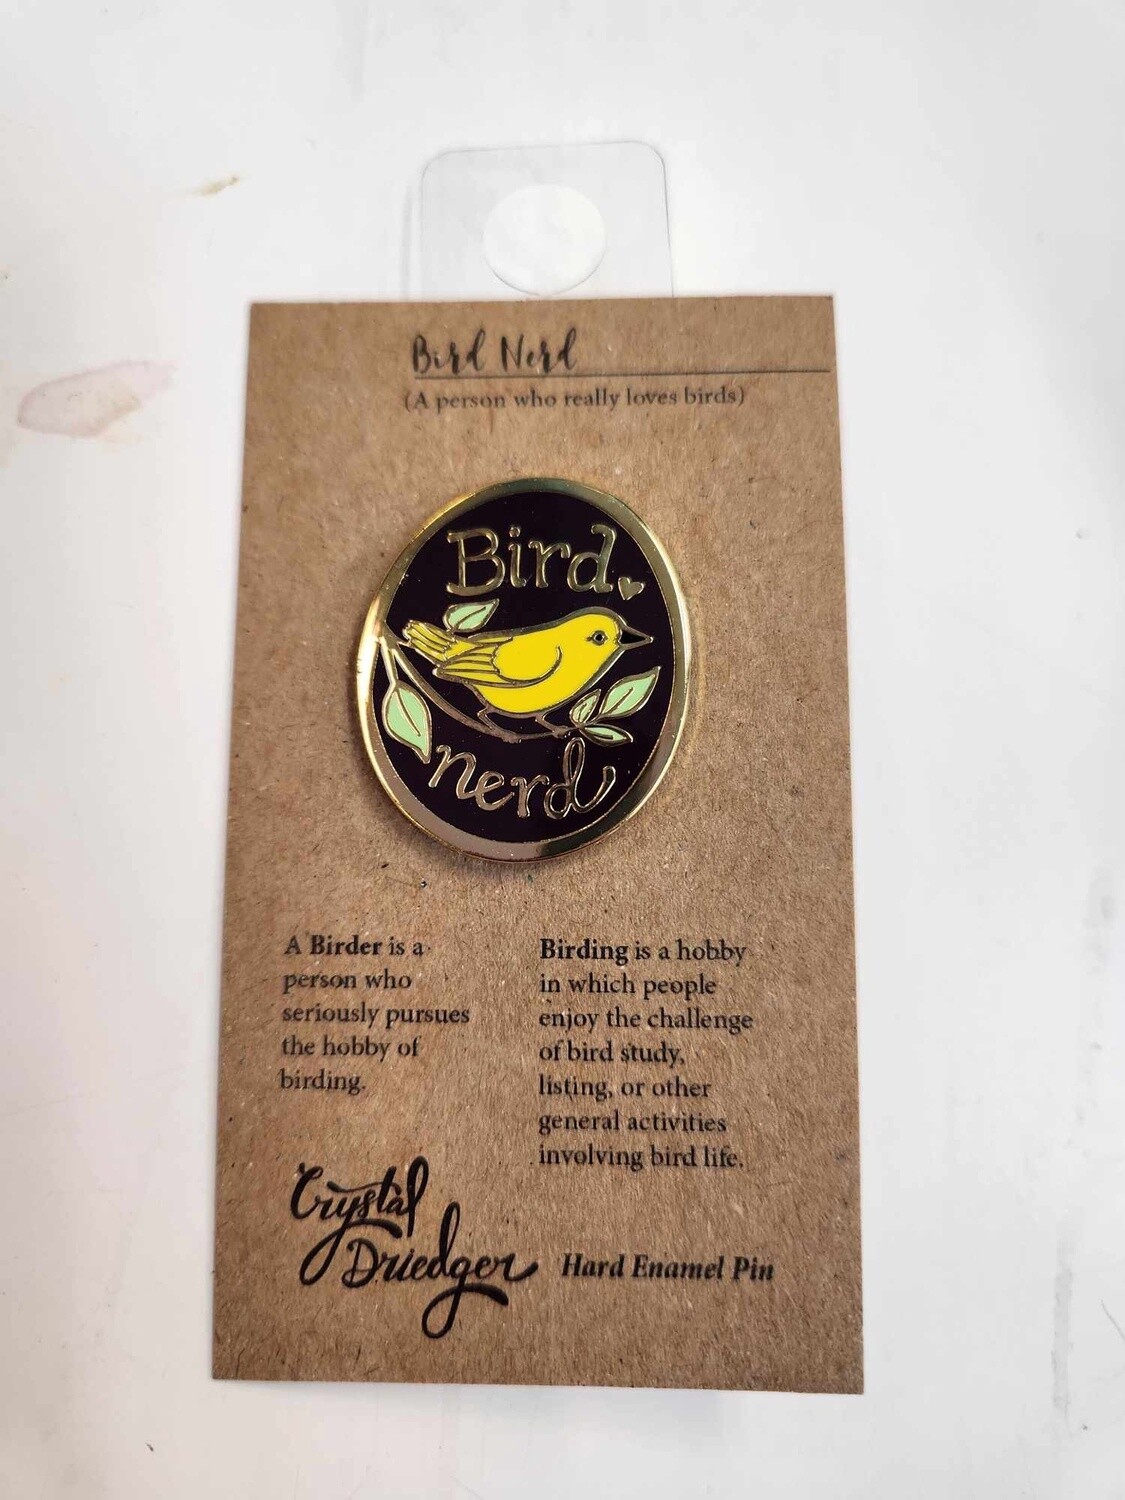 Bird Nerd
(A person who really loves birds)
Bird
nerd
A Birder is a
person who
seriously pursues
the hobby of
birding.
Birding is a hobby
in which people
enjoy the challenge
of bird study,
listing, or other
general activities
involving bird life.
Crystal
Driedger
Hard Enamel Pin